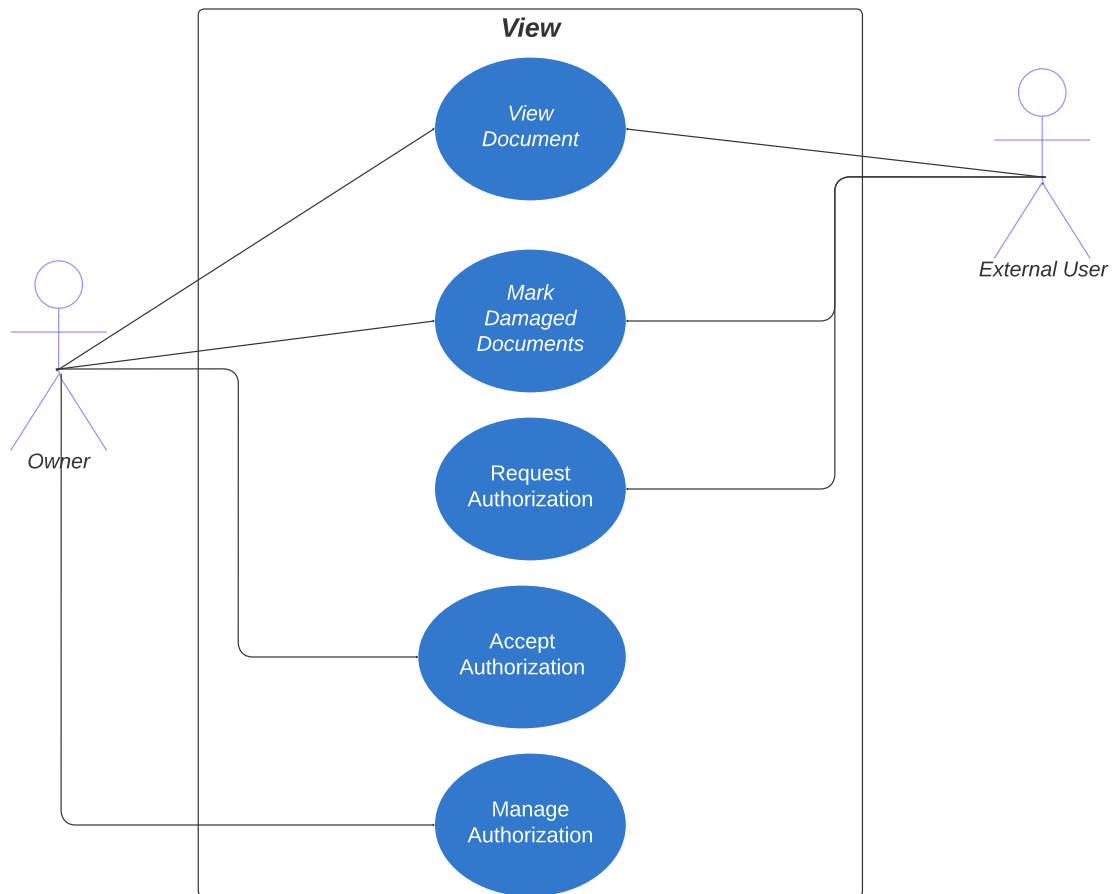 View
View
Document
Mark
Damaged
Documents
External User
Owner
Request
Authorization
Accept
Authorization
Manage
Authorization